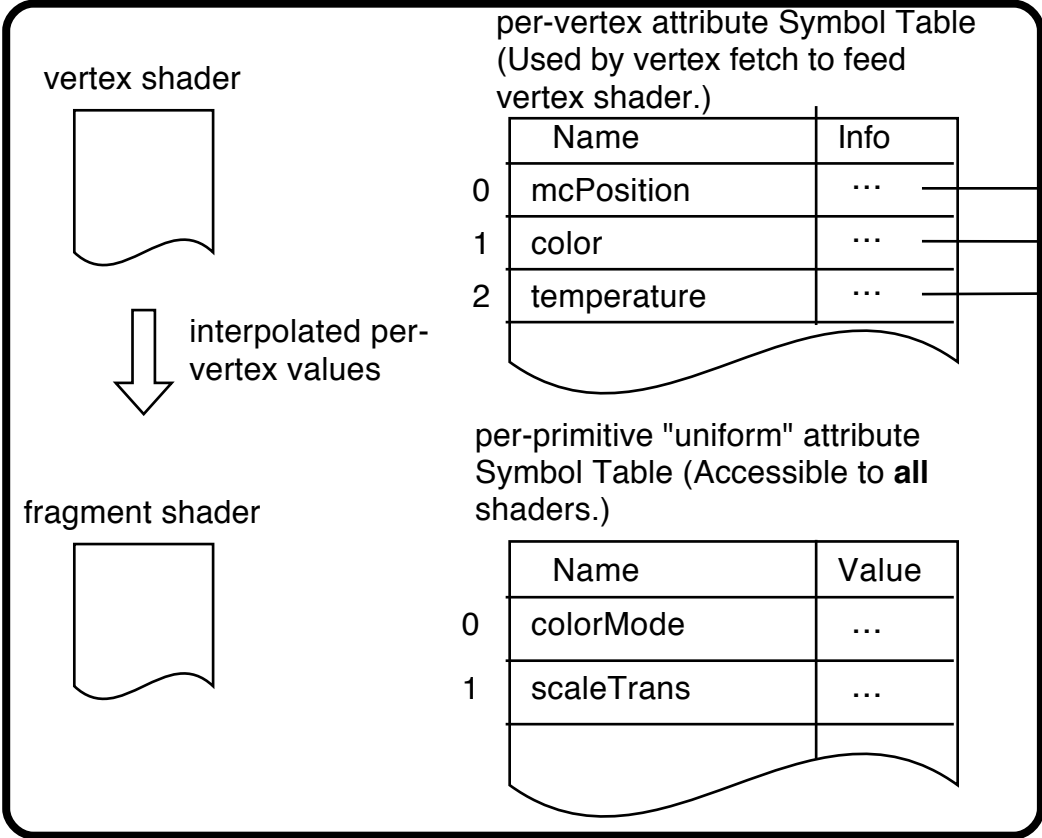 vertex shader
interpolated per-
vertex values
fragment shader
per-vertex attribute Symbol Table
(Used by vertex fetch to feed
vertex shader.)
Name Info
0 mcPosition ...
1 color ...
2 temperature ...
per-primitive "uniform" attribute
Symbol Table (Accessible to all
shaders.)
Name Value
0 colorMode ...
1 scaleTrans ...